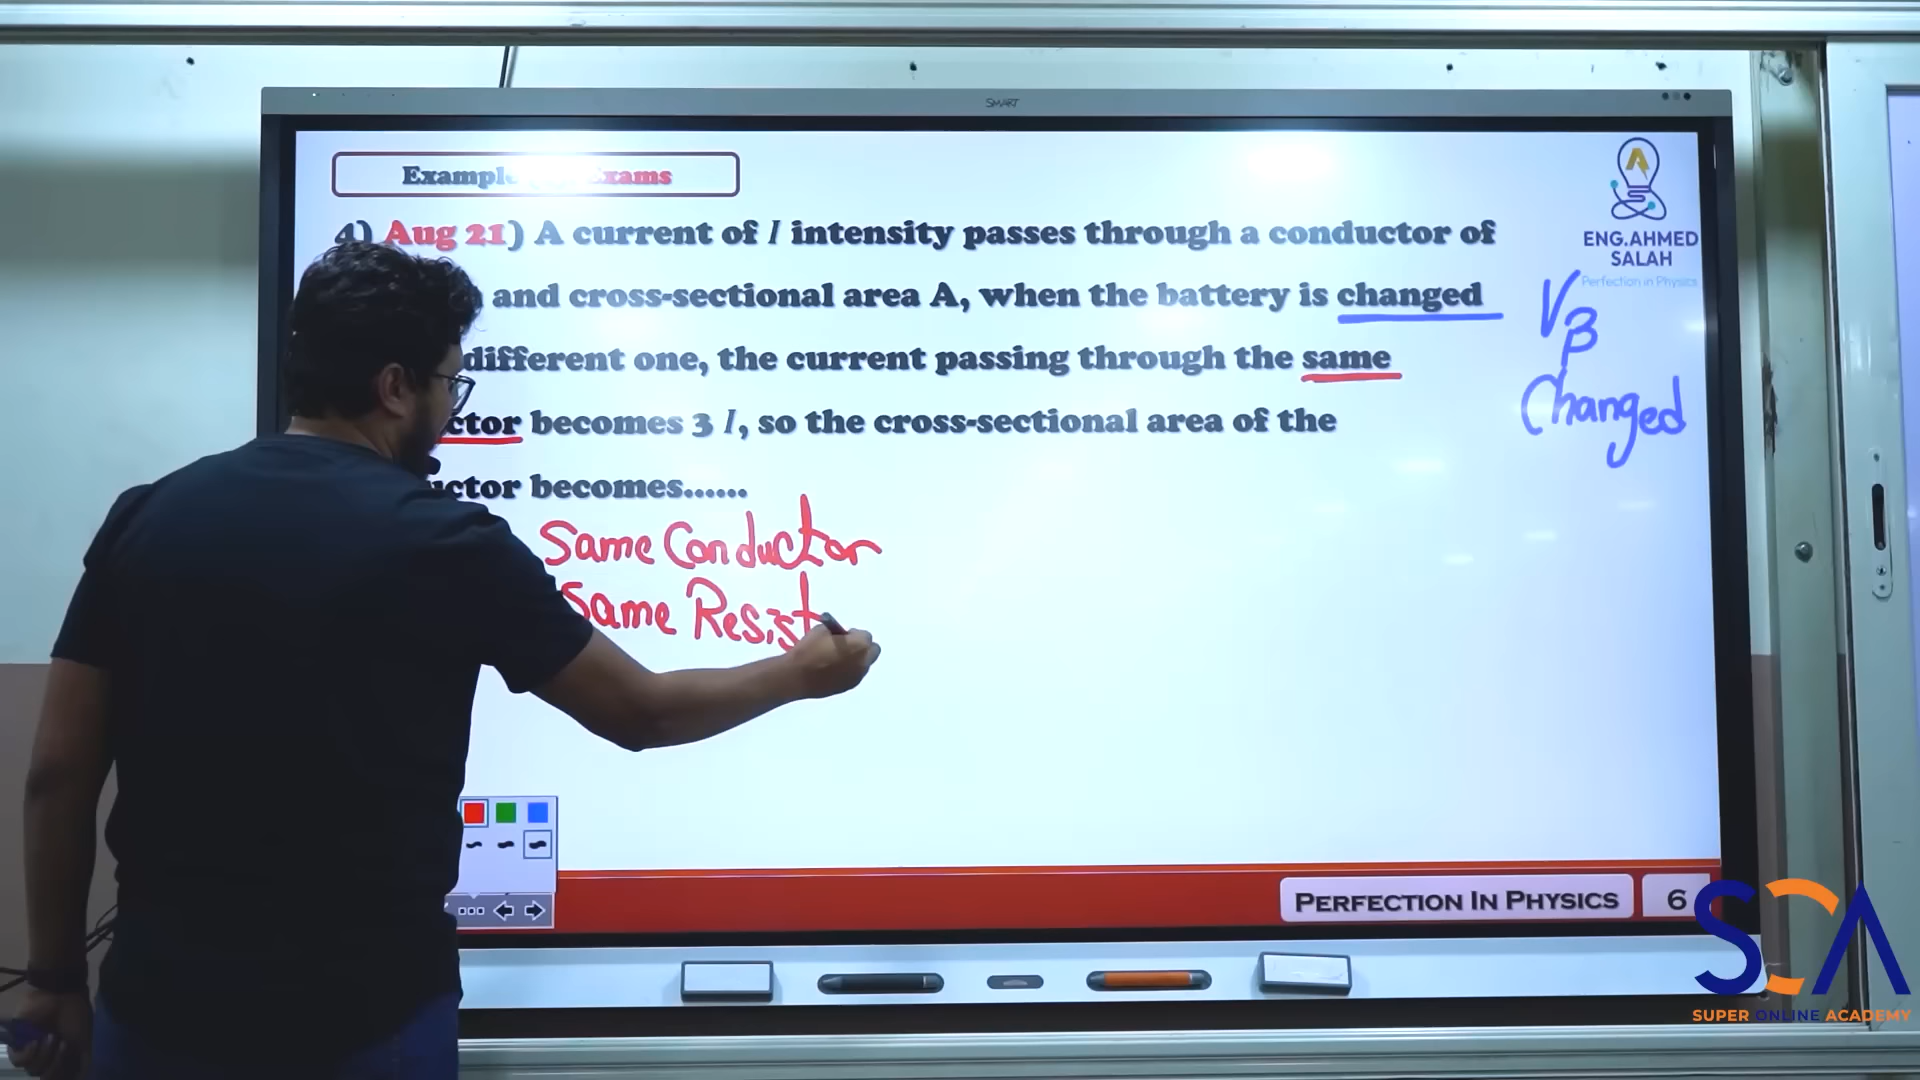 SMART
Exams
4) Aug 21) A current of I intensity passes through a conductor of
and cross-sectional area A, when the battery is changed
different one, the current passing through the same
ctor becomes 3 I, so the cross-sectional area of the
uctor becomes......
Same Conductor
Same Resist
A
ENG.AHMED
SALAH
Perfection in Physics
VB
Changed
PERFECTION IN PHYSICS
6
SOA
SUPER ONLINE ACADEMY